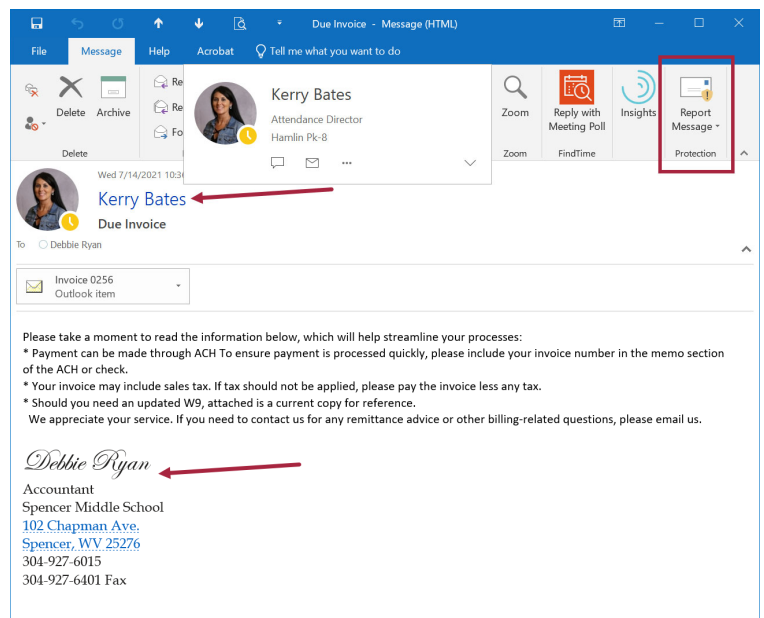 Due Invoice - Message (HTML)
File Message Help Acrobat Tell me what you want to do
Delete Archive
Re
Re
Fo
Kerry Bates
Attendance Director
Hamlin Pk-8
Zoom
Reply with
Meeting Poll
Insights
Report
Message
Delete
Zoom FindTime Protection
Wed 7/14/2021 10:36
Kerry Bates
Due Invoice
To Debbie Ryan
Invoice 0256
Outlook item
Please take a moment to read the information below, which will help streamline your processes:
* Payment can be made through ACH To ensure payment is processed quickly, please include your invoice number in the memo section
of the ACH or check.
* Your invoice may include sales tax. If tax should not be applied, please pay the invoice less any tax.
* Should you need an updated W9, attached is a current copy for reference.
We appreciate your service. If you need to contact us for any remittance advice or other billing-related questions, please email us.
Debbie Ryan
Accountant
Spencer Middle School
102 Chapman Ave.
Spencer, WV 25276
304-927-6015
304-927-6401 Fax